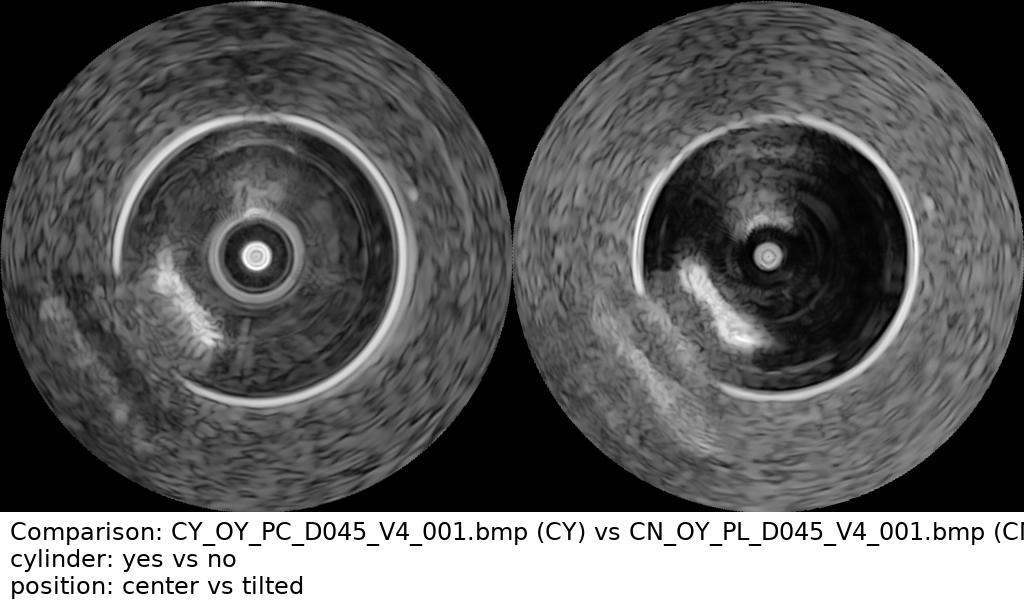 Comparison: CY_OY_PC_D045_V4_001.bmp (CY) vs CN_OY_PL_D045_V4_001.bmp
cylinder: yes vs no
position: center vs tilted